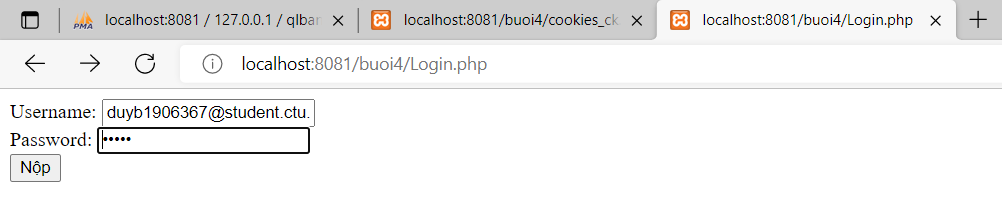 localhost:8081 / 127.0.0.1 / qlbar
localhost:8081/buoi4/cookies_ck
localhost:8081/buoi4/Login.php
localhost:8081/buoi4/Login.php
Username: duyb1906367@student.ctu.
Password: •••••
Nộp